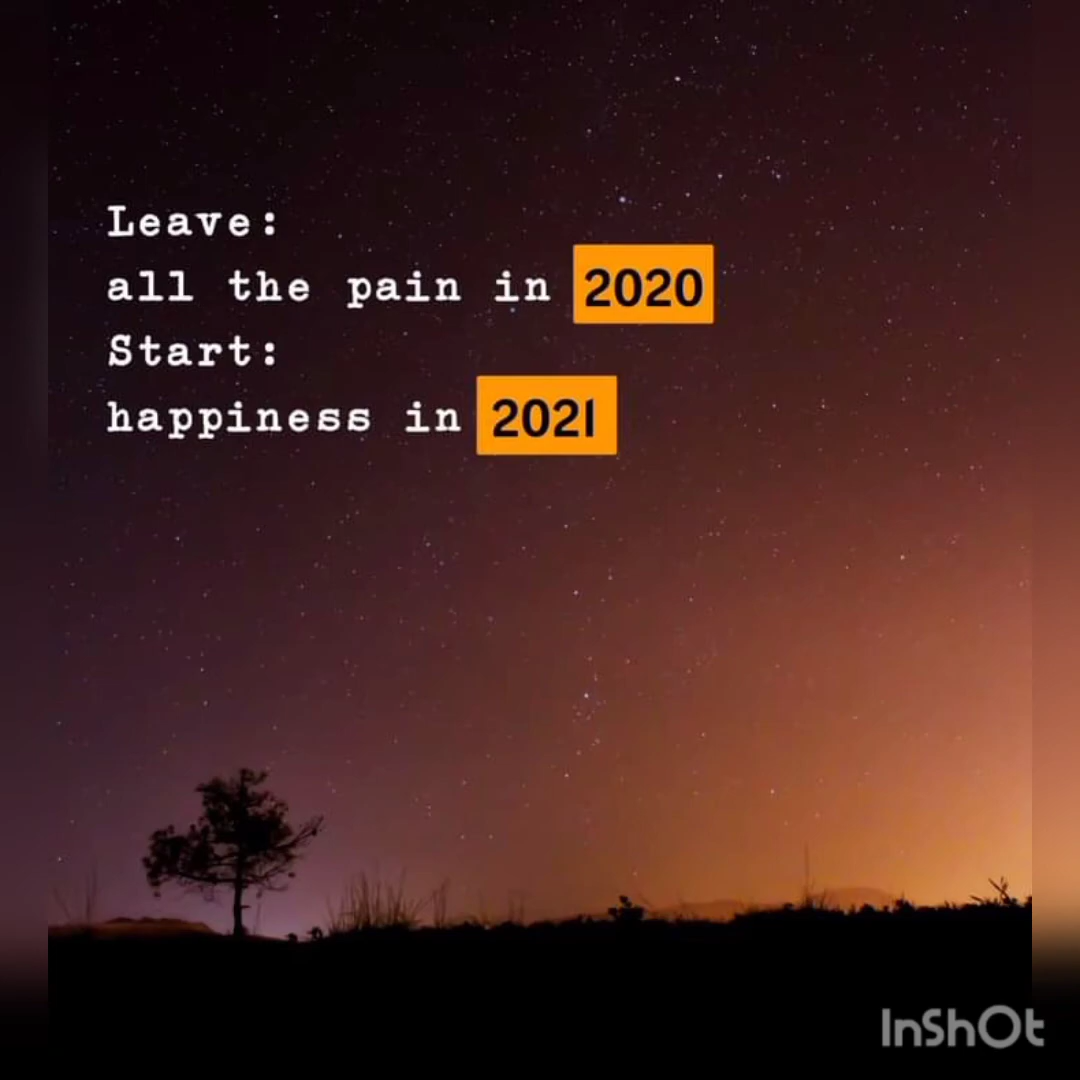 Leave:
all the pain in 2020
Start:
happiness in 2021
InShOt